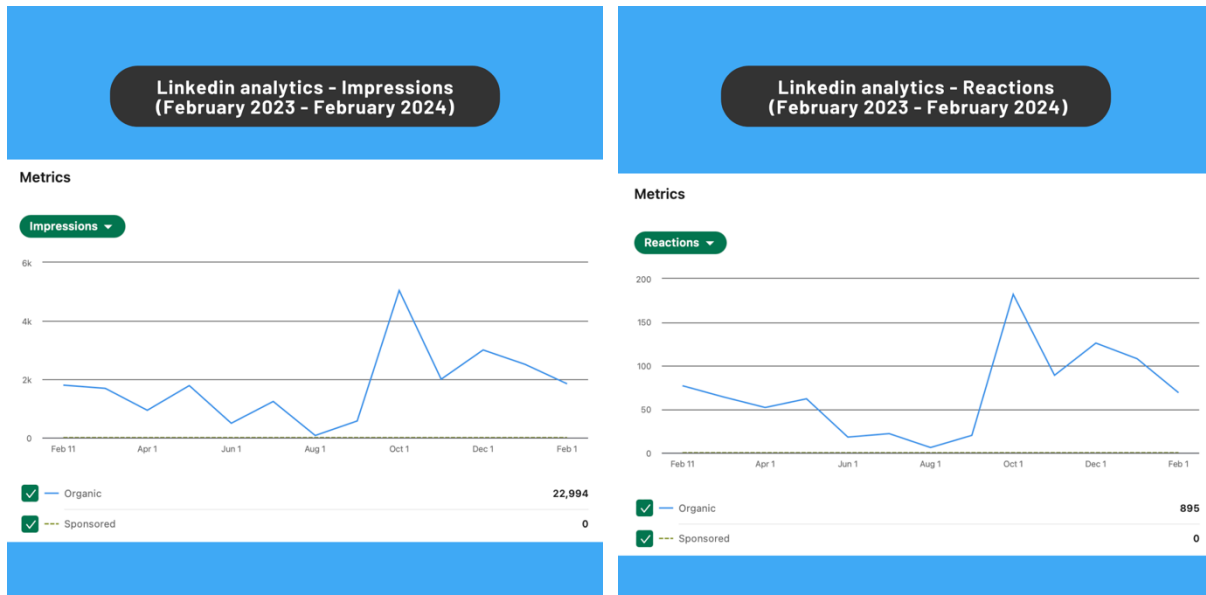 Linkedin analytics - Impressions
(February 2023 - February 2024)
Metrics
Impressions
6k
4k
2k
0
Feb 11 Apr 1 Jun 1 Aug 1 Oct 1 Dec 1 Feb 1
Organic 22,994
Sponsored 0
Linkedin analytics - Reactions
(February 2023 - February 2024)
Metrics
Reactions
200
150
100
50
0
Feb 11 Apr 1 Jun 1 Aug 1 Oct 1 Dec 1 Feb 1
Organic 895
Sponsored 0